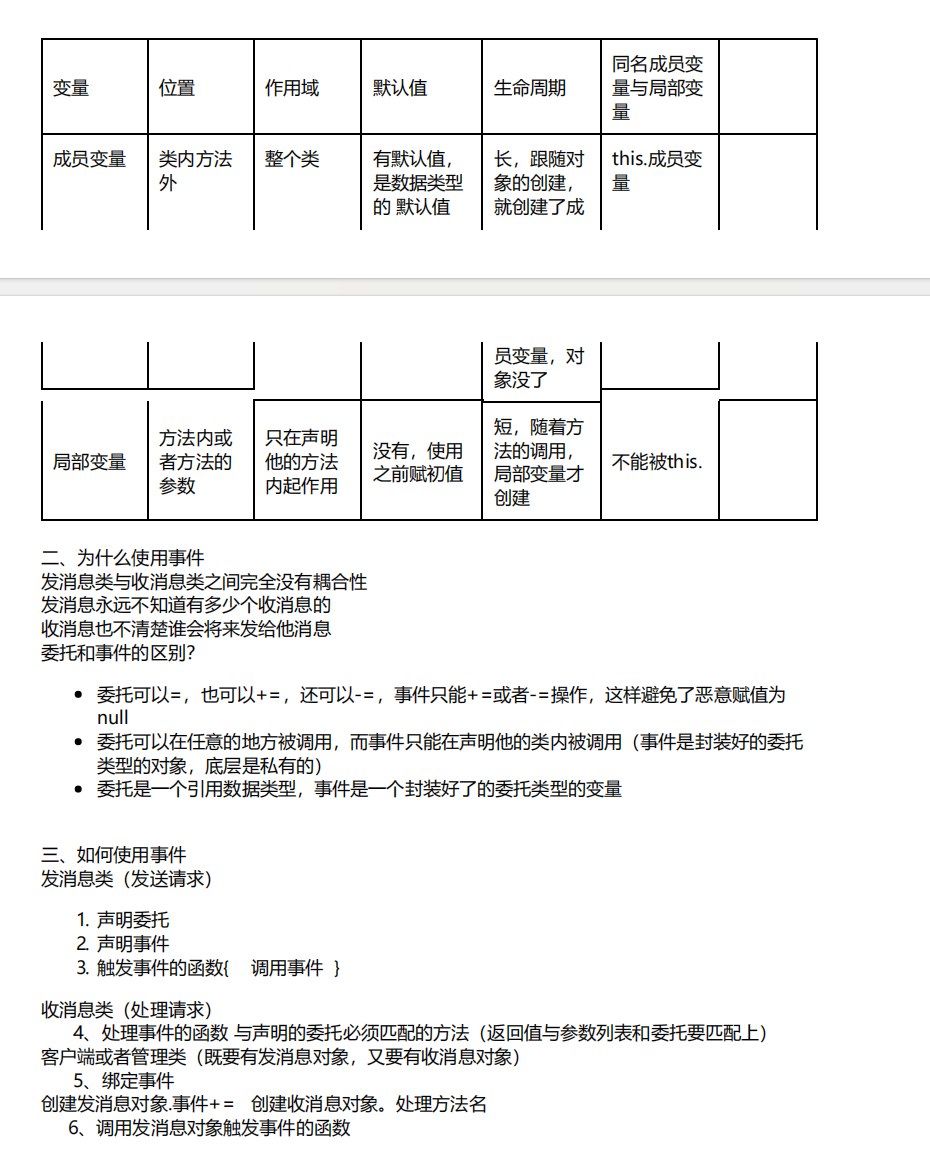 变量 位置 作用域 默认值 生命周期 同名成员变
量与局部变
量
成员变量 类内方法
外 整个类 有默认值，
是数据类型
的 默认值 长，跟随对
象的创建，
就创建了成 this.成员变
量
员变量，对
象没了
局部变量 方法内或
者方法的
参数 只在声明
他的方法
内起作用 没有，使用
之前赋初值 短，随着方
法的调用，
局部变量才
创建 不能被this.
二、为什么使用事件
发消息类与收消息类之间完全没有耦合性
发消息永远不知道有多少个收消息的
收消息也不清楚谁会将来发给他消息
委托和事件的区别？
• 委托可以=，也可以+=，还可以-=，事件只能+=或者-=操作，这样避免了恶意赋值为
null
• 委托可以在任意的地方被调用，而事件只能在声明他的类内被调用（事件是封装好的委托
类型的对象，底层是私有的）
• 委托是一个引用数据类型，事件是一个封装好了的委托类型的变量
三、如何使用事件
发消息类（发送请求）
1. 声明委托
2. 声明事件
3. 触发事件的函数{ 调用事件 }
收消息类（处理请求）
4、处理事件的函数 与声明的委托必须匹配的方法（返回值与参数列表和委托要匹配上）
客户端或者管理类（既要有发消息对象，又要有收消息对象）
5、绑定事件
创建发消息对象.事件+= 创建收消息对象。处理方法名
6、调用发消息对象触发事件的函数